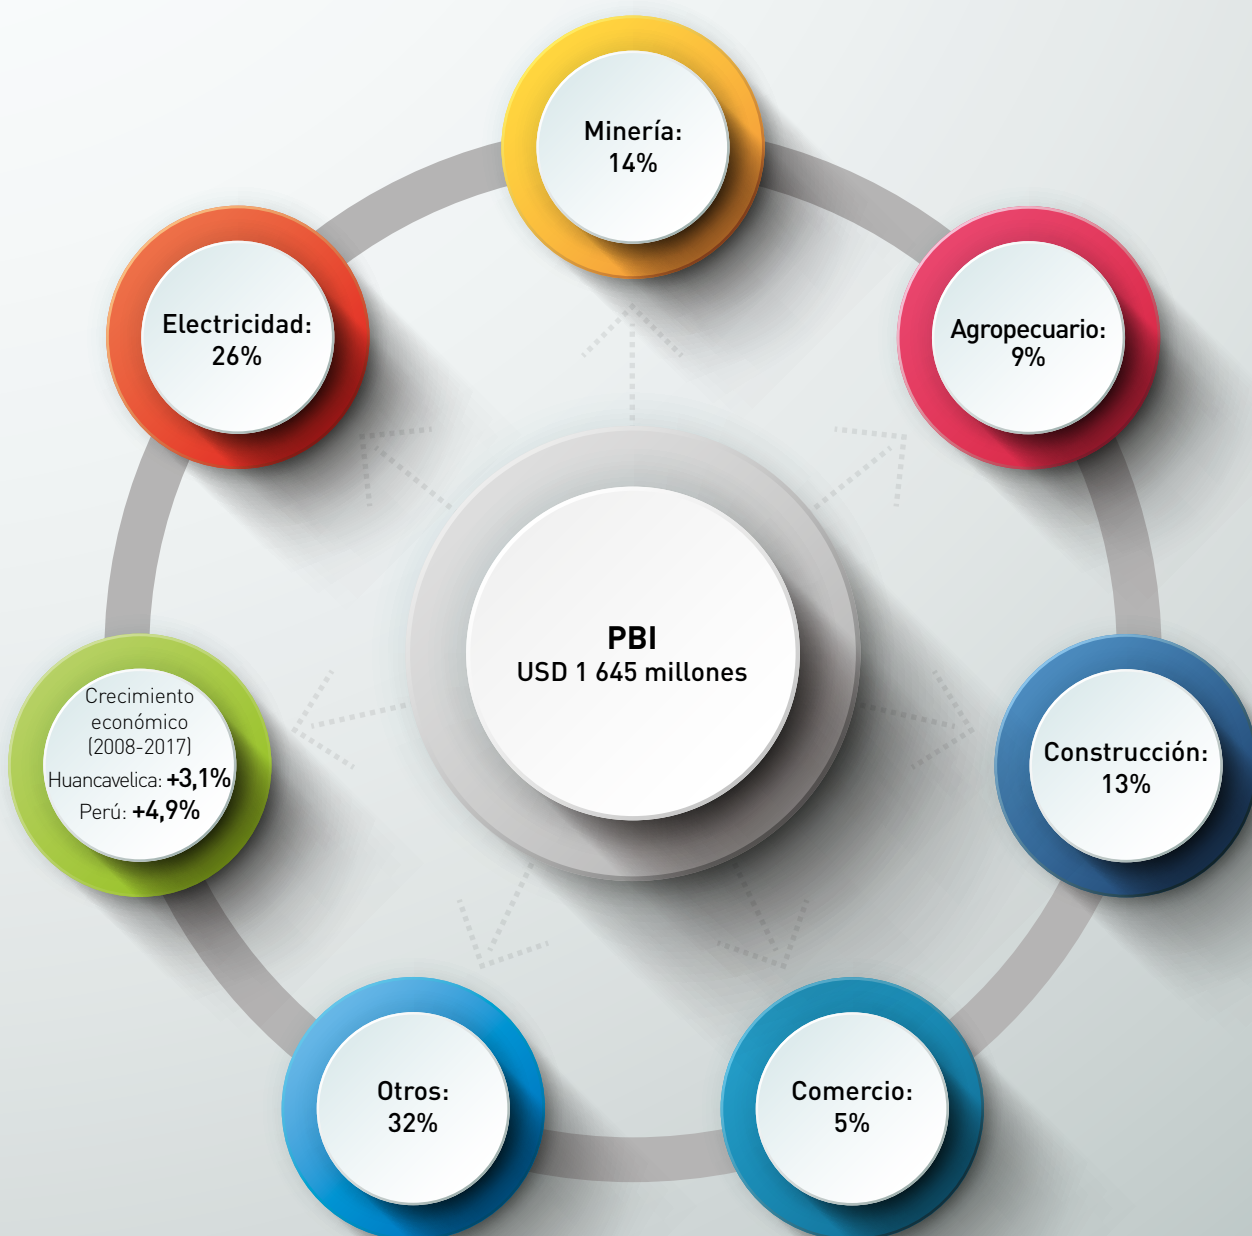 Minería:
14%
Electricidad:
26%
Agropecuario:
9%
PBI
USD 1 645 millones
Crecimiento
económico
(2008-2017)
Huancavelica: +3,1%
Perú: +4,9%
Construcción:
13%
Otros:
32%
Comercio:
5%